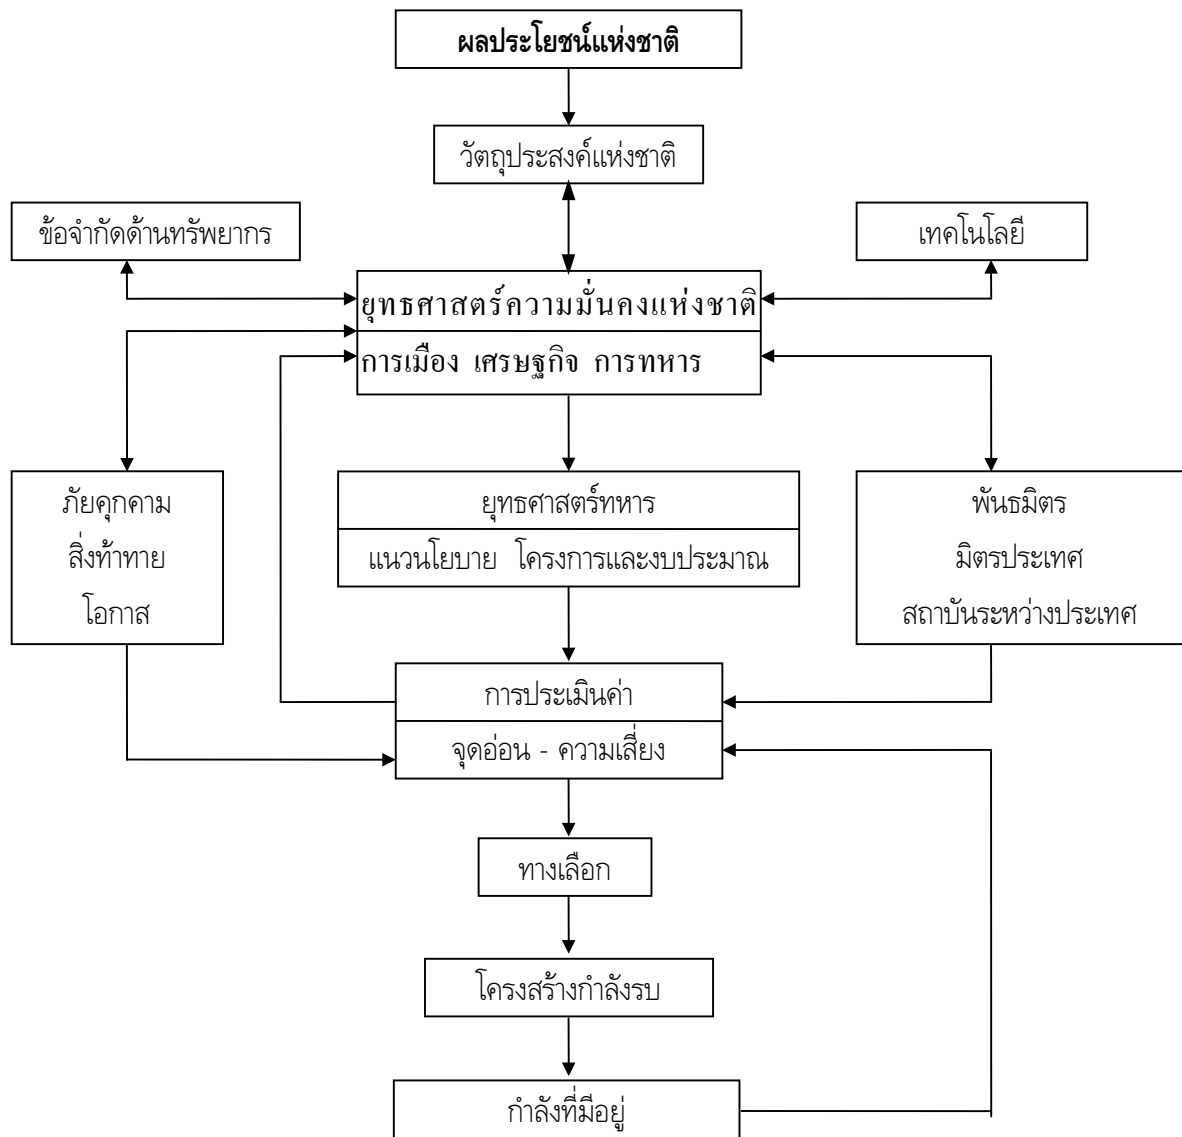 ผลประโยชน์แห่งชาติ
วัตถุประสงค์แห่งชาติ
ข้อจำกัดด้านทรัพยากร
เทคโนโลยี
ยุทธศาสตร์ความมั่นคงแห่งชาติ
การเมือง เศรษฐกิจ การทหาร
ภัยคุกคาม
สิ่งท้าทาย
โอกาส
ยุทธศาสตร์ทหาร
แนวนโยบาย โครงการและงบประมาณ
พันธมิตร
มิตรประเทศ
สถาบันระหว่างประเทศ
การประเมินค่า
จุดอ่อน - ความเสี่ยง
ทางเลือก
โครงสร้างกำลังรบ
กำลังที่มีอยู่